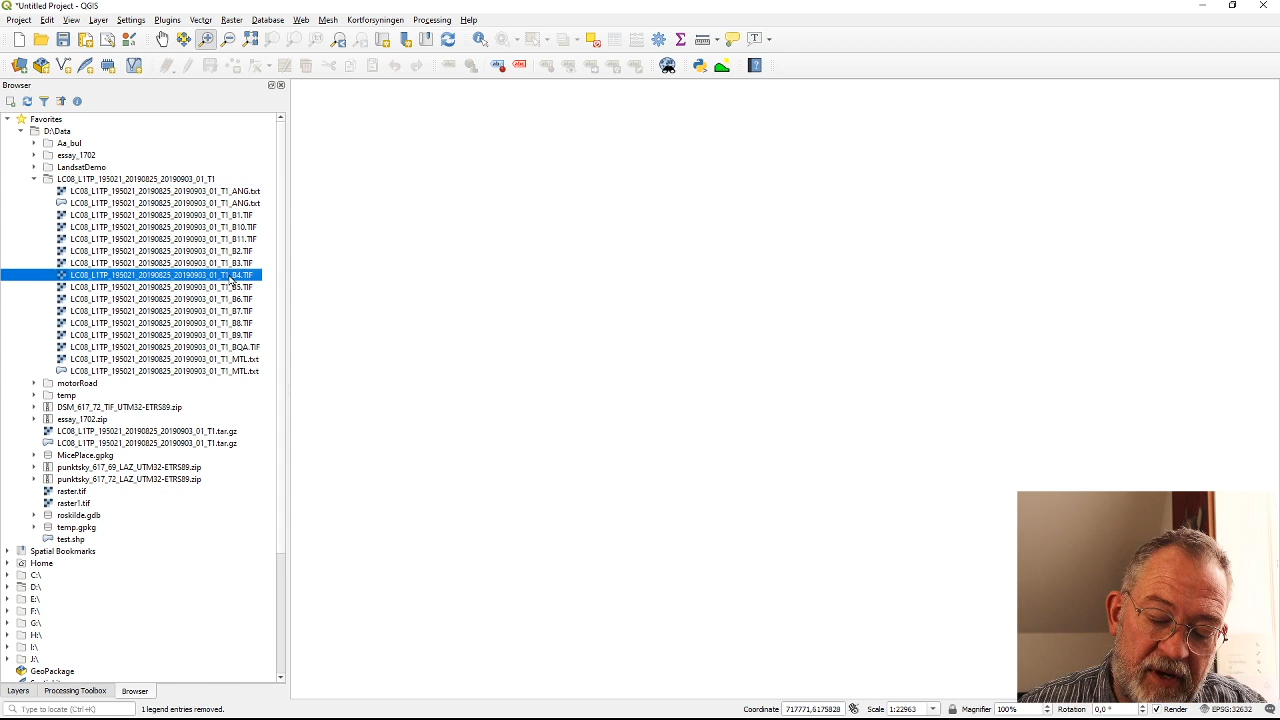 *Untitled Project - QGIS
Project Edit View Layer Settings Plugins Vector Raster Database Web Mesh Kortforsyningen Processing Help
Browser
Favorites
D:\Data
Aa_bul
essay_1702
LandsatDemo
LC08_L1TP_195021_20190825_20190903_01_T1
LC08_L1TP_195021_20190825_20190903_01_T1_ANG.txt
LC08_L1TP_195021_20190825_20190903_01_T1_ANG.txt
LC08_L1TP_195021_20190825_20190903_01_T1_B1.TIF
LC08_L1TP_195021_20190825_20190903_01_T1_B10.TIF
LC08_L1TP_195021_20190825_20190903_01_T1_B11.TIF
LC08_L1TP_195021_20190825_20190903_01_T1_B2.TIF
LC08_L1TP_195021_20190825_20190903_01_T1_B3.TIF
LC08_L1TP_195021_20190825_20190903_01_T1_B4.TIF
LC08_L1TP_195021_20190825_20190903_01_T1_B5.TIF
LC08_L1TP_195021_20190825_20190903_01_T1_B6.TIF
LC08_L1TP_195021_20190825_20190903_01_T1_B7.TIF
LC08_L1TP_195021_20190825_20190903_01_T1_B8.TIF
LC08_L1TP_195021_20190825_20190903_01_T1_B9.TIF
LC08_L1TP_195021_20190825_20190903_01_T1_BQA.TIF
LC08_L1TP_195021_20190825_20190903_01_T1_MTL.txt
LC08_L1TP_195021_20190825_20190903_01_T1_MTL.txt
motorRoad
temp
DSM_617_72_TIF_UTM32-ETRS89.zip
essay_1702.zip
LC08_L1TP_195021_20190825_20190903_01_T1.tar.gz
LC08_L1TP_195021_20190825_20190903_01_T1.tar.gz
MicePlace.gpkg
punktsky_617_69_LAZ_UTM32-ETRS89.zip
punktsky_617_72_LAZ_UTM32-ETRS89.zip
raster.tif
raster1.tif
roskilde.gdb
temp.gpkg
test.shp
Spatial Bookmarks
Home
C:\
D:\
E:\
F:\
G:\
H:\
I:\
J:\
GeoPackage
Layers Processing Toolbox Browser
Type to locate (Ctrl+K) 1 legend entries removed. Coordinate 717771,6175828 Scale 1:22963 Magnifier 100% Rotation 0,0 ° Render EPSG:32632